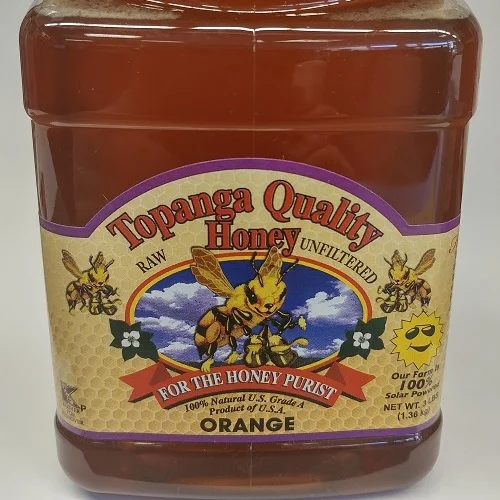 Topanga Quality
Honey
RAW
UNFILTERED
FOR THE HONEY PURIST
100% Natural U.S. Grade A
Product of U.S.A.
ORANGE
Our Farm is
100%
Solar Powered
NET WT. 3 LBS
(1.36 kg)